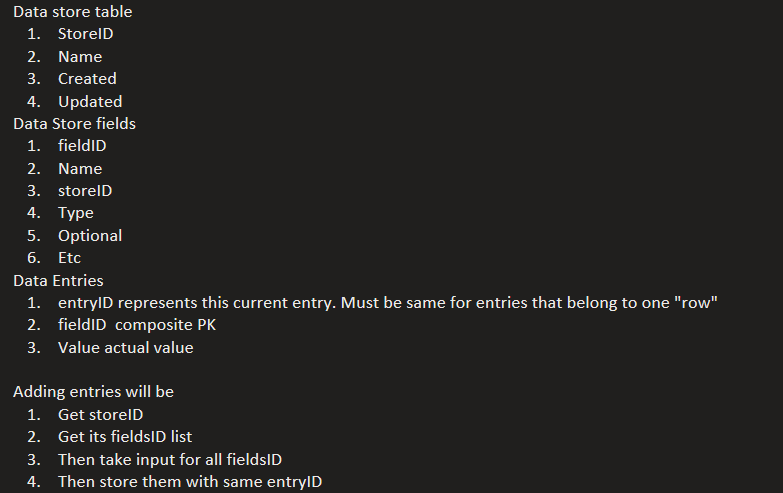 Data store table
1. StoreID
2. Name
3. Created
4. Updated
Data Store fields
1. fieldID
2. Name
3. storeID
4. Type
5. Optional
6. Etc
Data Entries
1. entryID represents this current entry. Must be same for entries that belong to one "row"
2. fieldID  composite PK
3. Value actual value

Adding entries will be
1. Get storeID
2. Get its fieldsID list
3. Then take input for all fieldsID
4. Then store them with same entryID